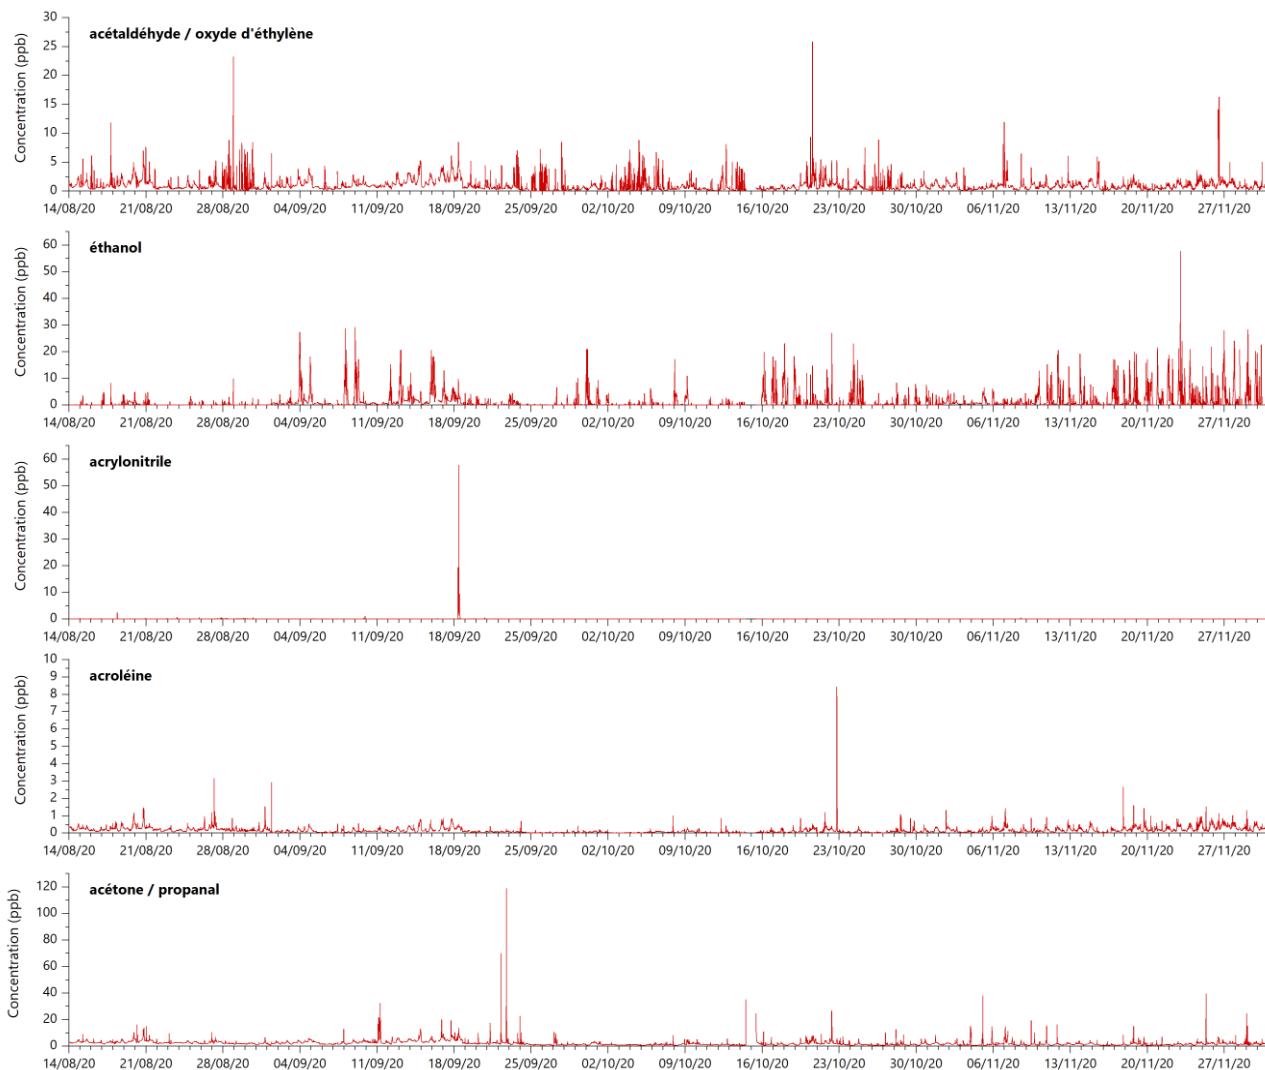 acétaldéhyde / oxyde d'éthylène
Concentration (ppb)
30
25
20
15
10
5
0
14/08/20 21/08/20 28/08/20 04/09/20 11/09/20 18/09/20 25/09/20 02/10/20 09/10/20 16/10/20 23/10/20 30/10/20 06/11/20 13/11/20 20/11/20 27/11/20
éthanol
Concentration (ppb)
60
50
40
30
20
10
0
14/08/20 21/08/20 28/08/20 04/09/20 11/09/20 18/09/20 25/09/20 02/10/20 09/10/20 16/10/20 23/10/20 30/10/20 06/11/20 13/11/20 20/11/20 27/11/20
acrylonitrile
Concentration (ppb)
60
50
40
30
20
10
0
14/08/20 21/08/20 28/08/20 04/09/20 11/09/20 18/09/20 25/09/20 02/10/20 09/10/20 16/10/20 23/10/20 30/10/20 06/11/20 13/11/20 20/11/20 27/11/20
acroléine
Concentration (ppb)
10
9
8
7
6
5
4
3
2
1
0
14/08/20 21/08/20 28/08/20 04/09/20 11/09/20 18/09/20 25/09/20 02/10/20 09/10/20 16/10/20 23/10/20 30/10/20 06/11/20 13/11/20 20/11/20 27/11/20
acétone / propanal
Concentration (ppb)
120
100
80
60
40
20
0
14/08/20 21/08/20 28/08/20 04/09/20 11/09/20 18/09/20 25/09/20 02/10/20 09/10/20 16/10/20 23/10/20 30/10/20 06/11/20 13/11/20 20/11/20 27/11/20